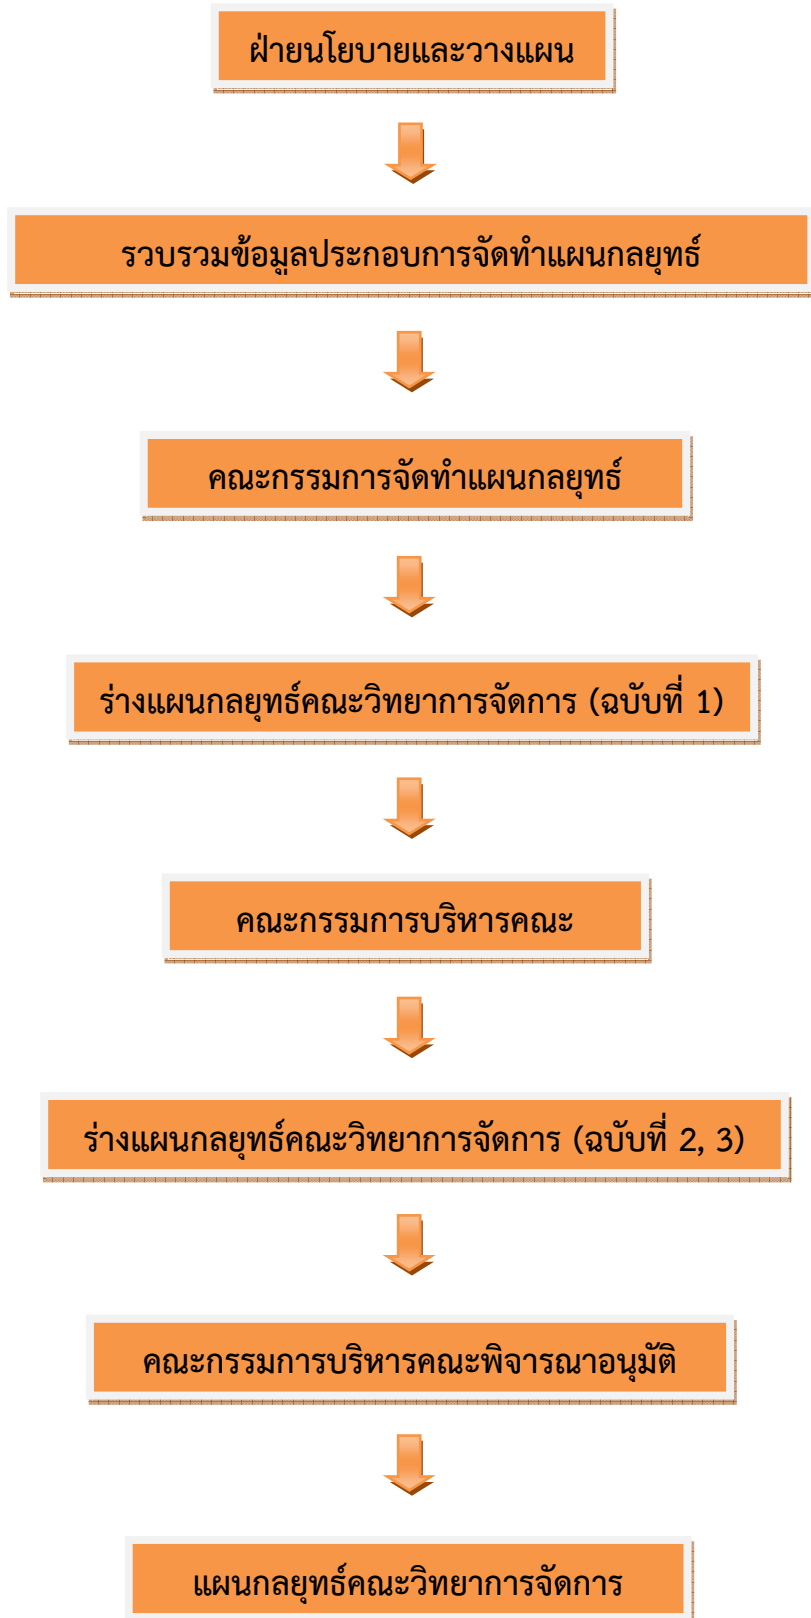 ฝ่ายนโยบายและวางแผน
รวบรวมข้อมูลประกอบการจัดทำแผนกลยุทธ์
คณะกรรมการจัดทำแผนกลยุทธ์
ร่างแผนกลยุทธ์คณะวิทยาการจัดการ (ฉบับที่ 1)
คณะกรรมการบริหารคณะ
ร่างแผนกลยุทธ์คณะวิทยาการจัดการ (ฉบับที่ 2, 3)
คณะกรรมการบริหารคณะพิจารณาอนุมัติ
แผนกลยุทธ์คณะวิทยาการจัดการ